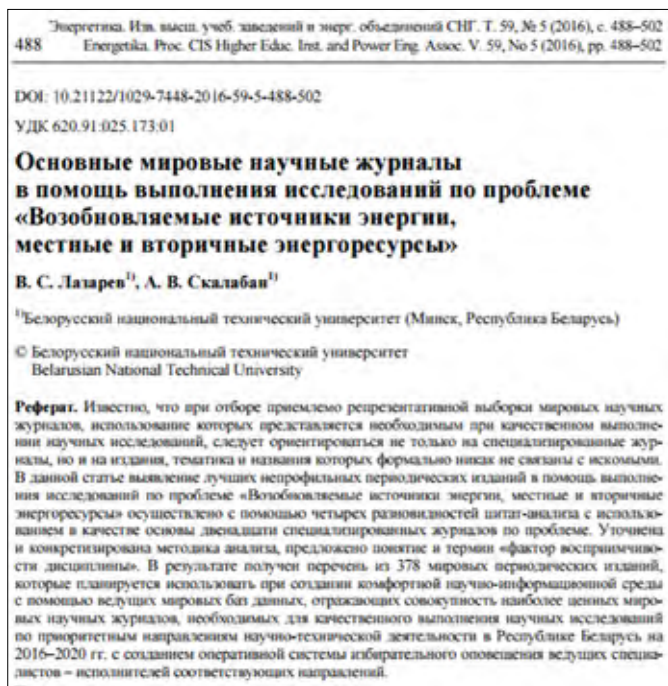 Энергетика. Изв. высш. учеб. заведений и энерг. объединений СНГ. Т. 59, № 5 (2016), с. 488–502
488 Energetika. Proc. CIS Higher Educ. Inst. and Power Eng. Assoc. V. 59, No 5 (2016), pp. 488–502
DOI: 10.21122/1029-7448-2016-59-5-488-502
УДК 620.91:025.173:01
Основные мировые научные журналы
в помощь выполнения исследований по проблеме
«Возобновляемые источники энергии,
местные и вторичные энергоресурсы»
В. С. Лазарев¹⁾, А. В. Скалабан¹⁾
¹⁾Белорусский национальный технический университет (Минск, Республика Беларусь)
© Белорусский национальный технический университет
Belarusian National Technical University
Реферат. Известно, что при отборе приемлемо репрезентативной выборки мировых научных
журналов, использование которых представляется необходимым при качественном выполне-
нии научных исследований, следует ориентироваться не только на специализированные жур-
налы, но и на издания, тематика и названия которых формально никак не связаны с искомыми.
В данной статье выявление лучших непрофильных периодических изданий в помощь выполне-
ния исследований по проблеме «Возобновляемые источники энергии, местные и вторичные
энергоресурсы» осуществлено с помощью четырех разновидностей цитат-анализа с использо-
ванием в качестве основы двенадцати специализированных журналов по проблеме. Уточнена
и конкретизирована методика анализа, предложено понятие и термин «фактор восприимчиво-
сти дисциплины». В результате получен перечень из 378 мировых периодических изданий,
которые планируется использовать при создании комфортной научно-информационной среды
с помощью ведущих мировых баз данных, отражающих совокупность наиболее ценных миро-
вых научных журналов, необходимых для качественного выполнения научных исследований
по приоритетным направлениям научно-технической деятельности в Республике Беларусь на
2016–2020 гг. с созданием оперативной системы избирательного оповещения ведущих специа-
листов – исполнителей соответствующих направлений.